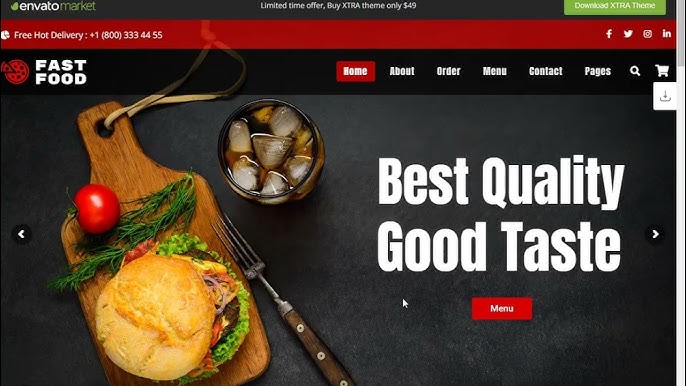 envato market
Limited time offer, Buy XTRA theme only $49
Download XTRA Theme
Free Hot Delivery : +1 (800) 333 44 55
FAST
FOOD
Home About Order Menu Contact Pages
Best Quality
Good Taste
Menu